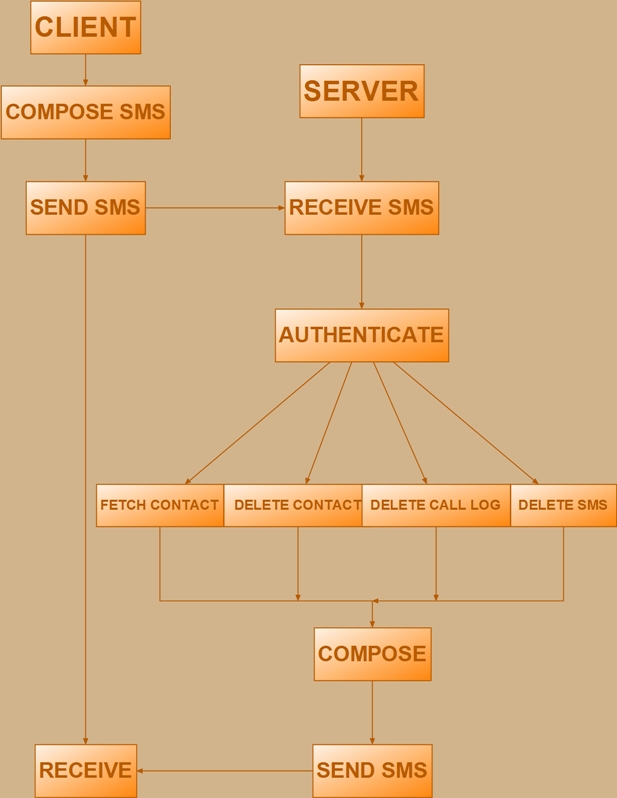 CLIENT
COMPOSE SMS
SERVER
SEND SMS
RECEIVE SMS
AUTHENTICATE
FETCH CONTACT
DELETE CONTACT
DELETE CALL LOG
DELETE SMS
COMPOSE
RECEIVE
SEND SMS